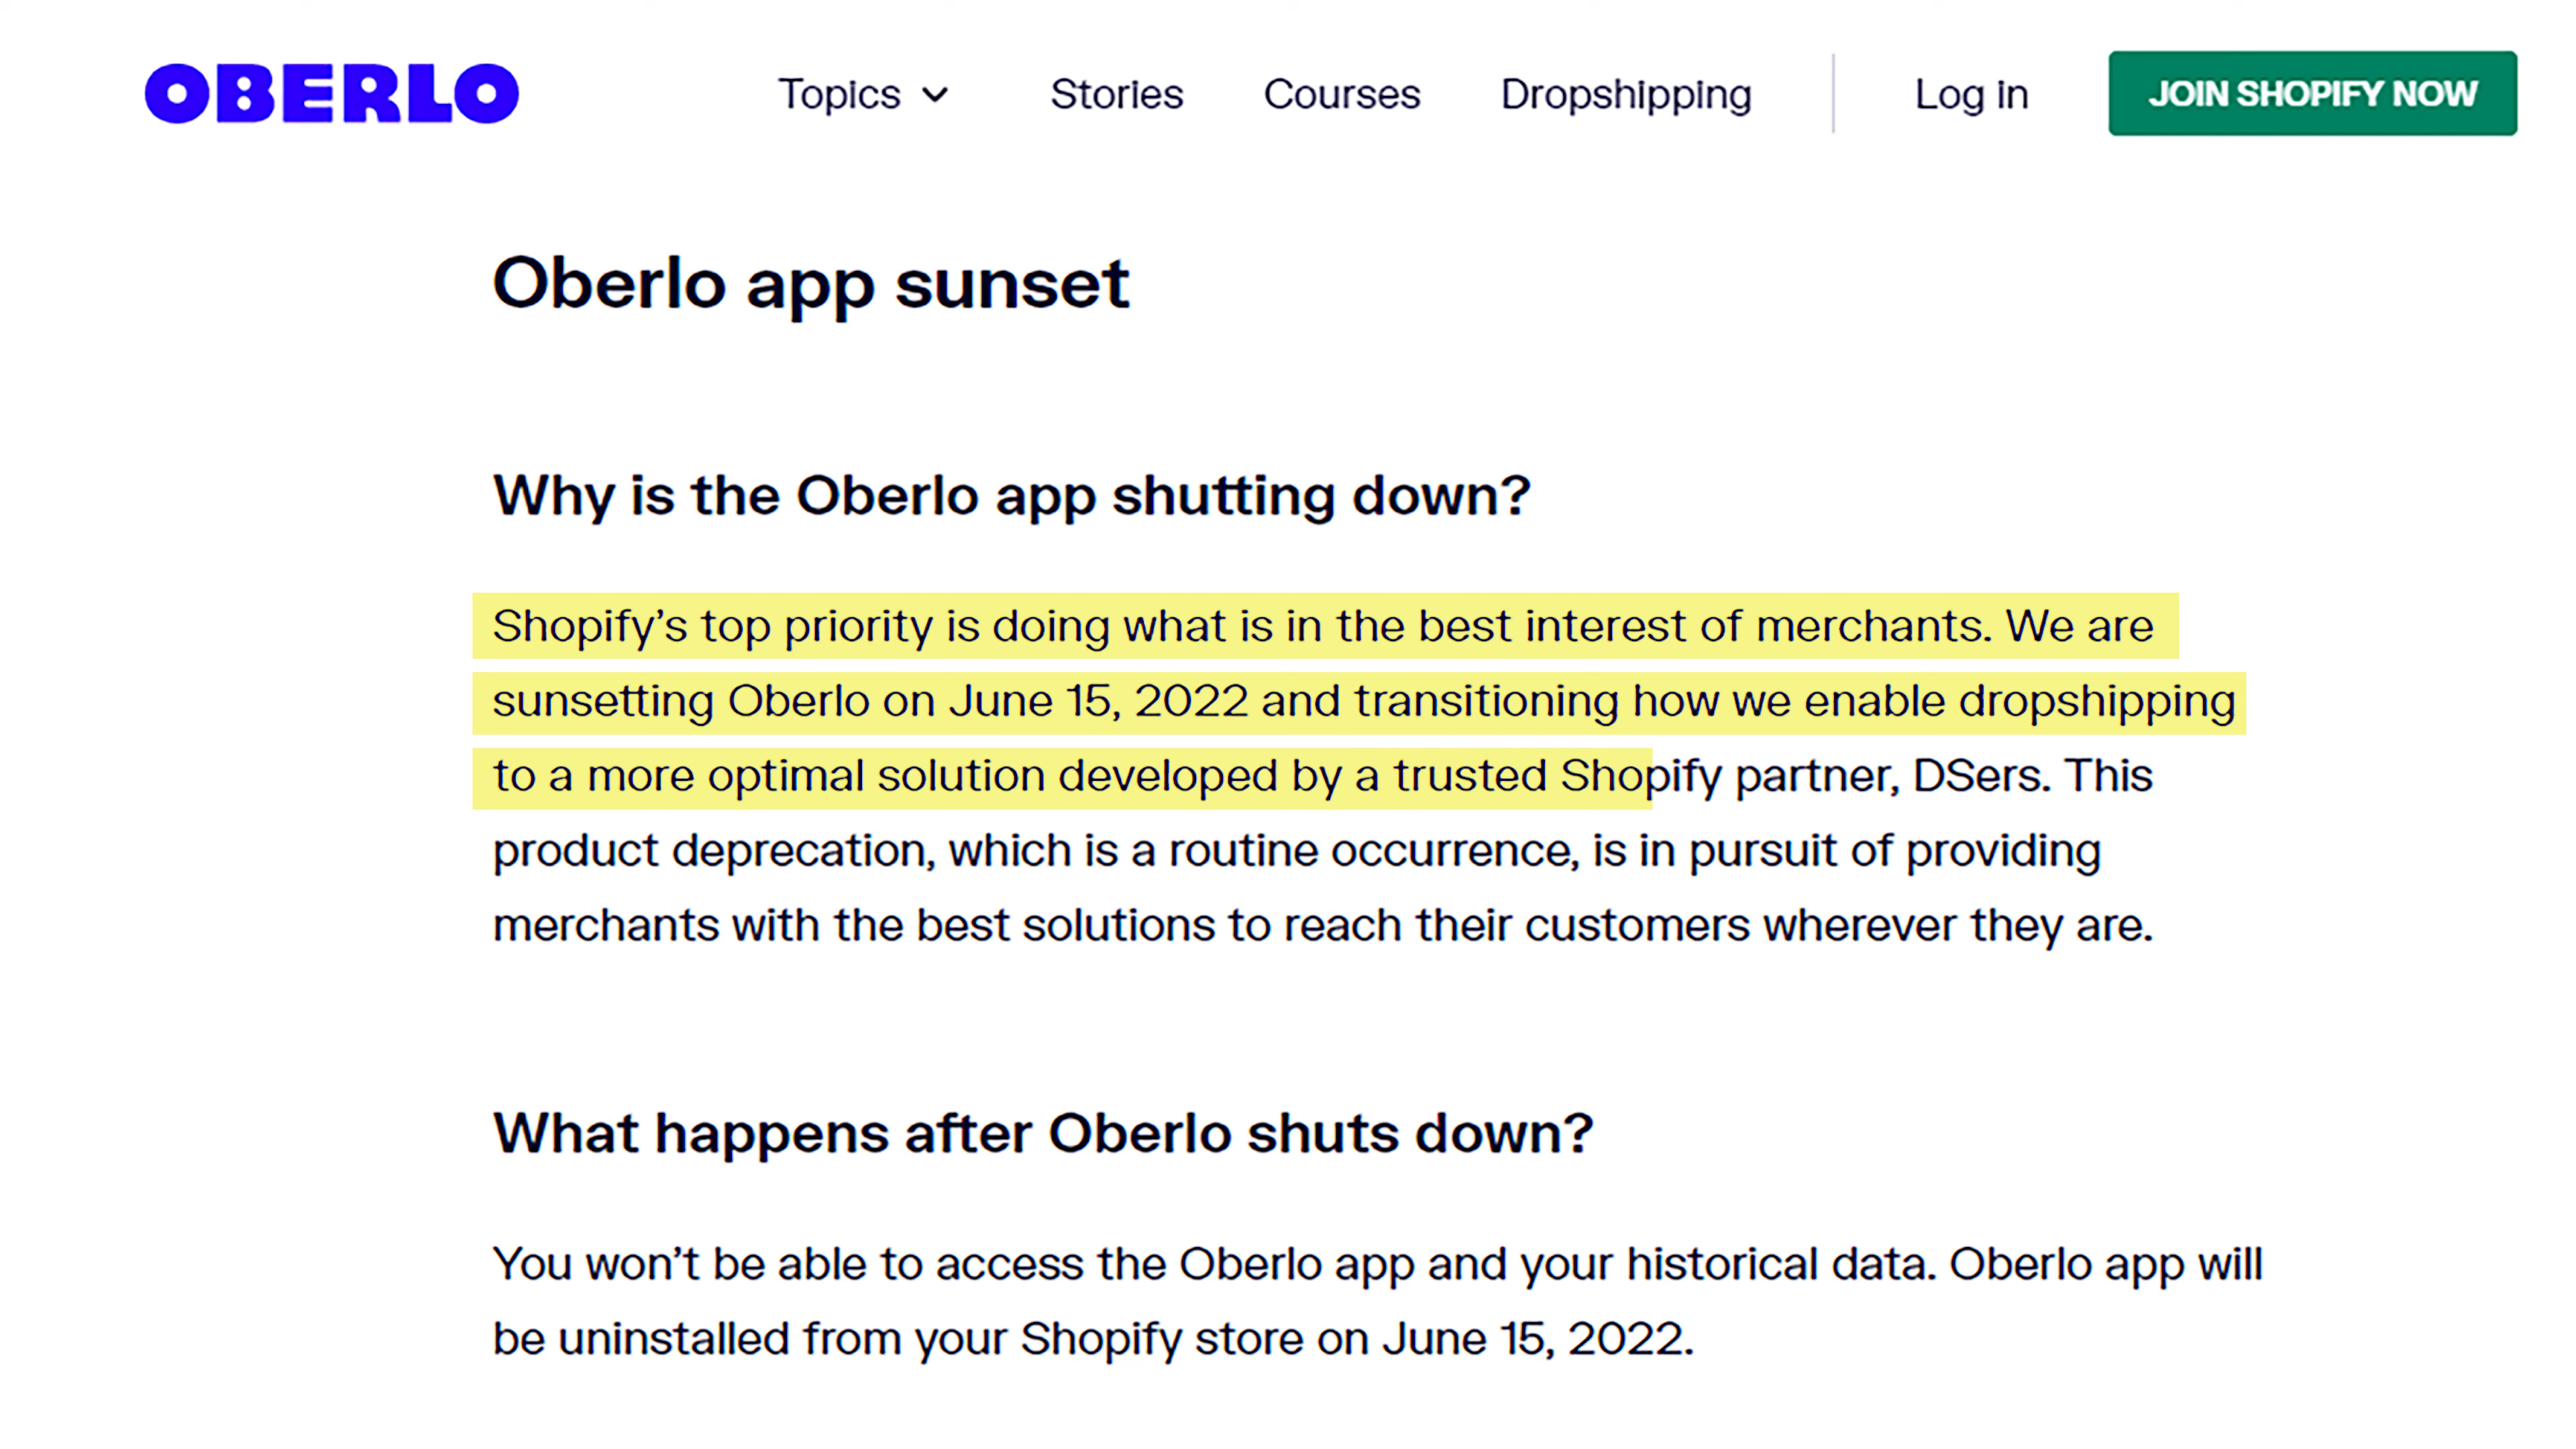 OBERLO Topics Stories Courses Dropshipping Log in JOIN SHOPIFY NOW
Oberlo app sunset
Why is the Oberlo app shutting down?
Shopify’s top priority is doing what is in the best interest of merchants. We are
sunsetting Oberlo on June 15, 2022 and transitioning how we enable dropshipping
to a more optimal solution developed by a trusted Shopify partner, DSers. This
product deprecation, which is a routine occurrence, is in pursuit of providing
merchants with the best solutions to reach their customers wherever they are.
What happens after Oberlo shuts down?
You won’t be able to access the Oberlo app and your historical data. Oberlo app will
be uninstalled from your Shopify store on June 15, 2022.